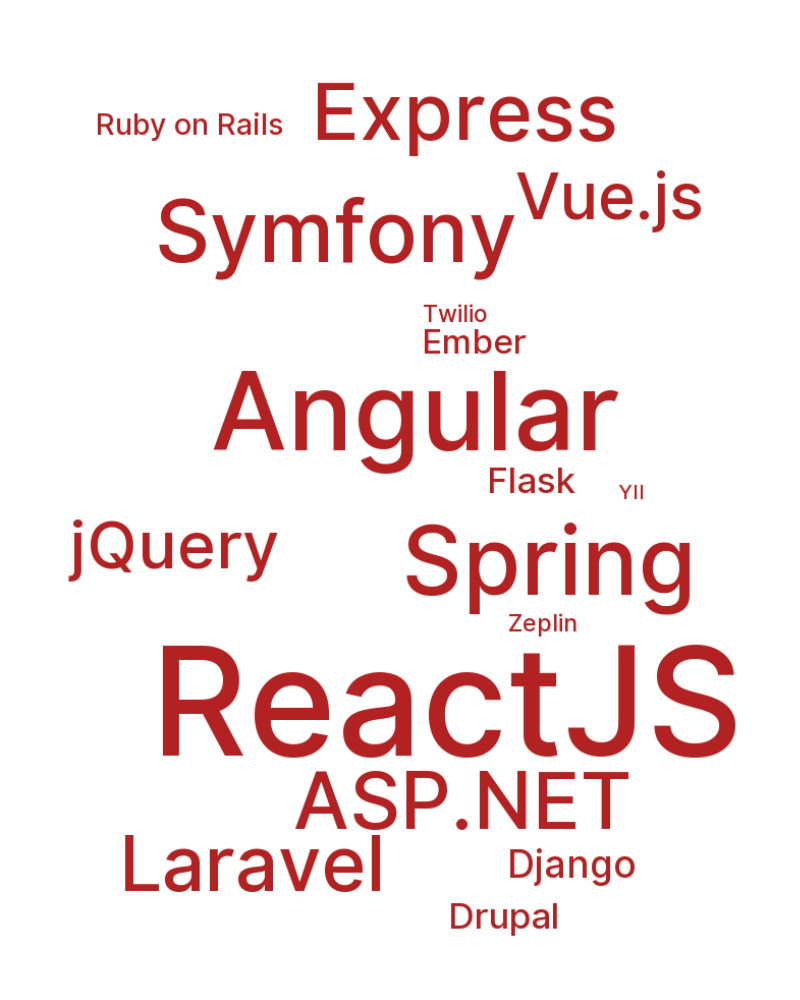 Express
Ruby on Rails
Vue.js
Symfony
Twilio
Ember
Angular
Flask
YII
jQuery
Spring
Zeplin
ReactJS
ASP.NET
Laravel
Django
Drupal